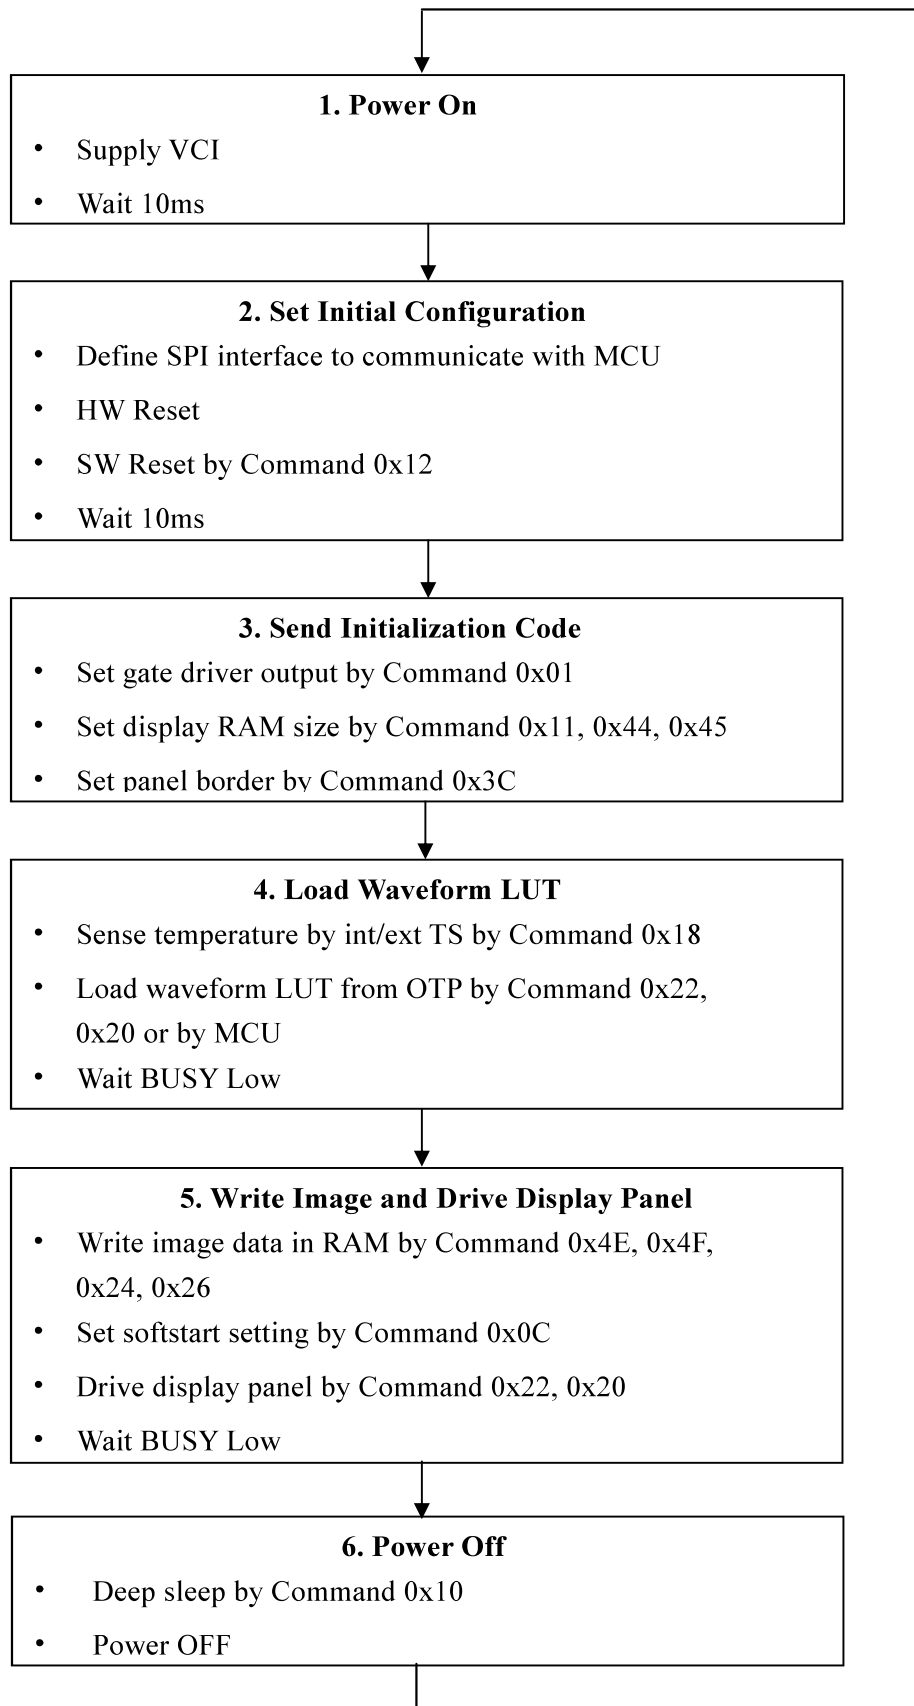 1. Power On
• Supply VCI
• Wait 10ms
2. Set Initial Configuration
• Define SPI interface to communicate with MCU
• HW Reset
• SW Reset by Command 0x12
• Wait 10ms
3. Send Initialization Code
• Set gate driver output by Command 0x01
• Set display RAM size by Command 0x11, 0x44, 0x45
• Set panel border by Command 0x3C
4. Load Waveform LUT
• Sense temperature by int/ext TS by Command 0x18
• Load waveform LUT from OTP by Command 0x22,
0x20 or by MCU
• Wait BUSY Low
5. Write Image and Drive Display Panel
• Write image data in RAM by Command 0x4E, 0x4F,
0x24, 0x26
• Set softstart setting by Command 0x0C
• Drive display panel by Command 0x22, 0x20
• Wait BUSY Low
6. Power Off
• Deep sleep by Command 0x10
• Power OFF